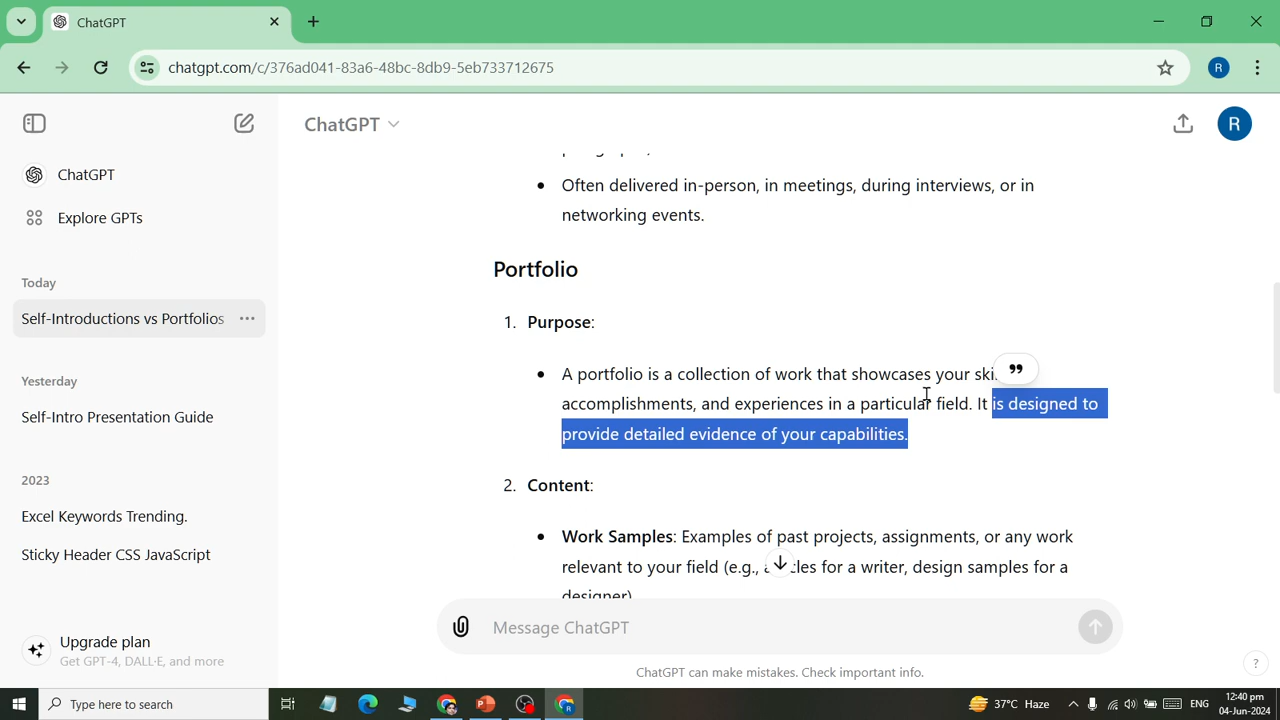 ChatGPT
chatgpt.com/c/376ad041-83a6-48bc-8db9-5eb733712675
R
ChatGPT
R
ChatGPT
Explore GPTs
Today
Self-Introductions vs Portfolios
Yesterday
Self-Intro Presentation Guide
2023
Excel Keywords Trending.
Sticky Header CSS JavaScript
Upgrade plan
Get GPT-4, DALL·E, and more
• Often delivered in-person, in meetings, during interviews, or in
networking events.
Portfolio
1. Purpose:
• A portfolio is a collection of work that showcases your
accomplishments, and experiences in a particular field. It is designed to
provide detailed evidence of your capabilities.
2. Content:
• Work Samples: Examples of past projects, assignments, or any work
relevant to your field (e.g., for a writer, design samples for a
designer)
Message ChatGPT
ChatGPT can make mistakes. Check important info.
?
Type here to search
R
37°C Haze
ENG
12:40 pm
04-Jun-2024